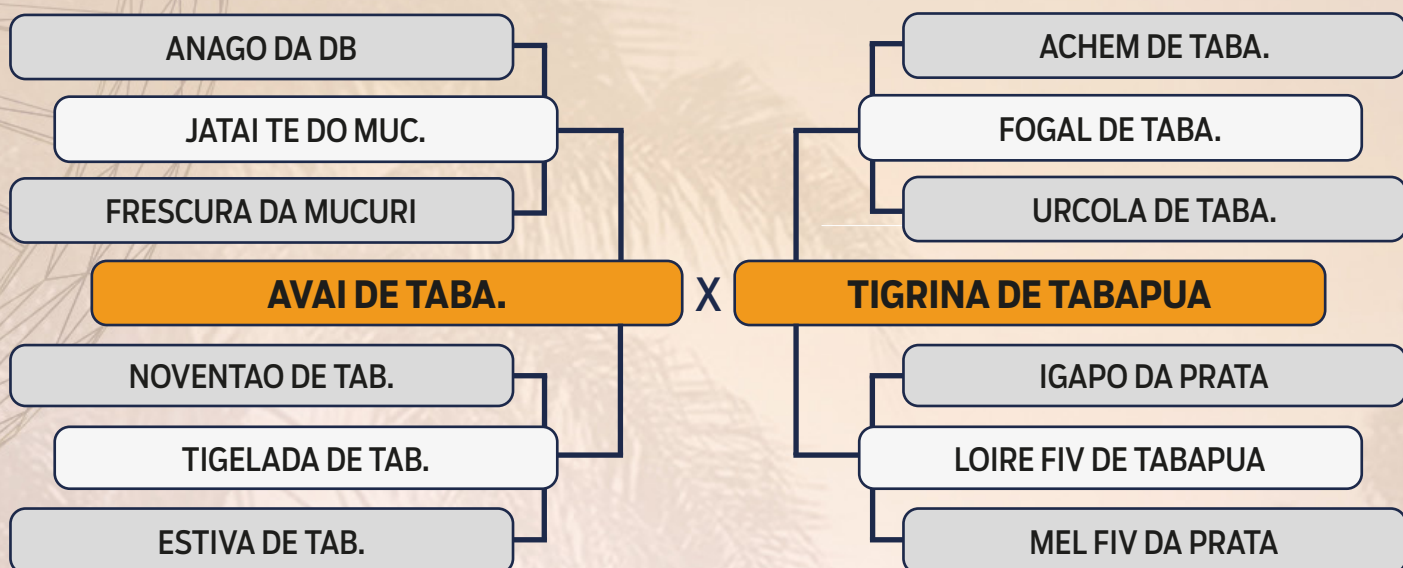 ANAGO DA DB
JATAI TE DO MUC.
FRESCURA DA MUCURI
AVAI DE TABA.
NOVENTAO DE TAB.
TIGELADA DE TAB.
ESTIVA DE TAB.
X
ACHEM DE TABA.
FOGAL DE TABA.
URCOLA DE TABA.
TIGRINA DE TABAPUA
IGAPO DA PRATA
LOIRE FIV DE TABAPUA
MEL FIV DA PRATA